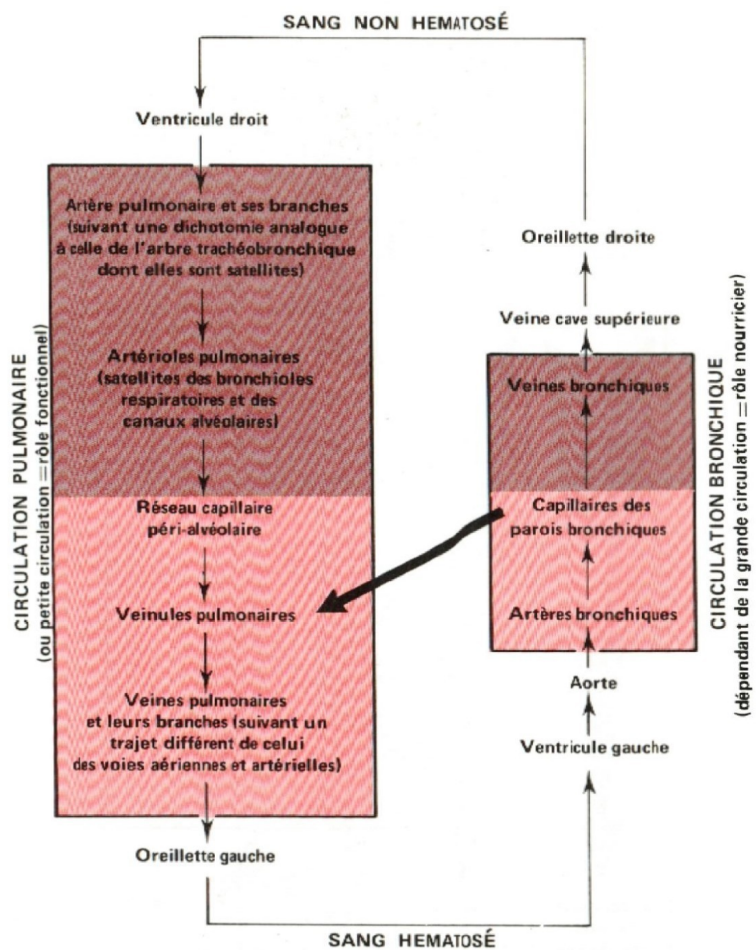 SANG NON HEMATOSÉ
Ventricule droit
Artère pulmonaire et ses branches
(suivant une dichotomie analogue
à celle de l'arbre trachéobronchique
dont elles sont satellites)
Artérioles pulmonaires
(satellites des bronchioles
respiratoires et des
canaux alvéolaires)
Réseau capillaire
péri-alvéolaire
Veinules pulmonaires
Veines pulmonaires
et leurs branches (suivant un
trajet différent de celui
des voies aériennes et artérielles)
Oreillette gauche
CIRCULATION PULMONAIRE
(ou petite circulation = rôle fonctionnel)
Oreillette droite
Veine cave supérieure
Veines bronchiques
Capillaires des
parois bronchiques
Artères bronchiques
Aorte
Ventricule gauche
CIRCULATION BRONCHIQUE
(dépendant de la grande circulation = rôle nourricier)
SANG HEMATOSÉ